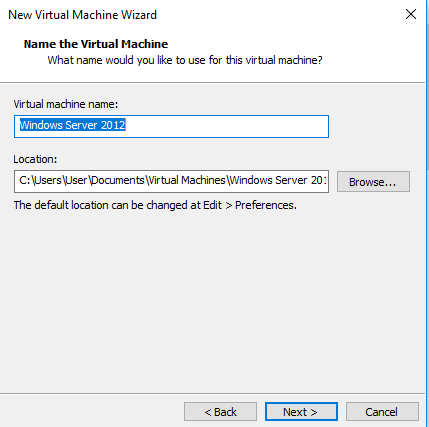 New Virtual Machine Wizard
Name the Virtual Machine
What name would you like to use for this virtual machine?
Virtual machine name:
Windows Server 2012
Location:
C:\Users\User\Documents\Virtual Machines\Windows Server 201
Browse...
The default location can be changed at Edit > Preferences.
< Back Next > Cancel